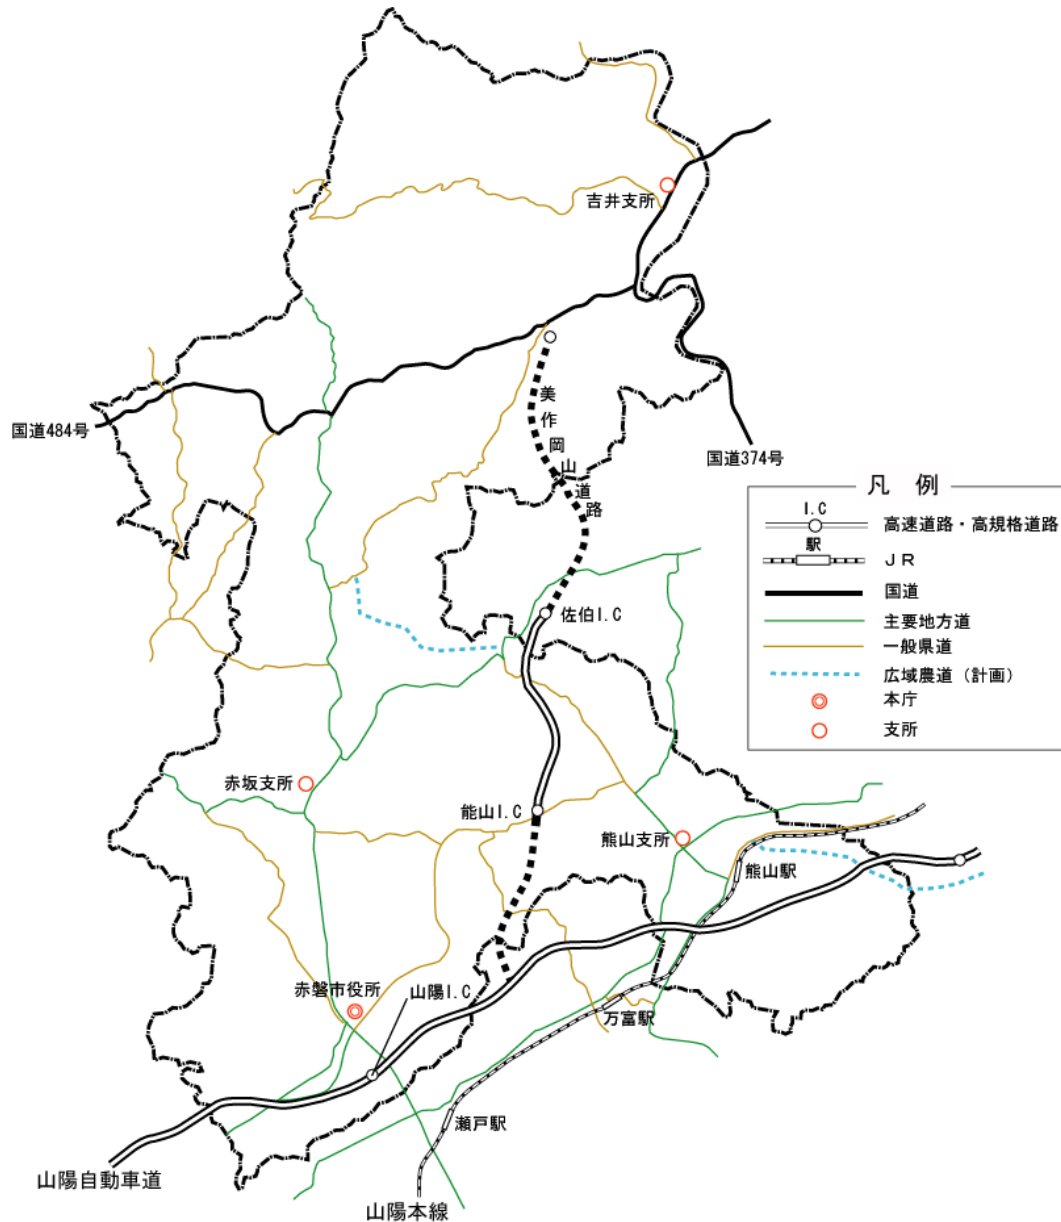 吉井支所
国道484号
美作岡山道路
国道374号
凡 例
I.C
高速道路・高規格道路
駅
JR
国道
主要地方道
一般県道
広域農道（計画）
本庁
支所
佐伯I.C
赤坂支所
能山I.C
熊山支所
熊山駅
赤磐市役所
山陽I.C
万富駅
瀬戸駅
山陽自動車道
山陽本線